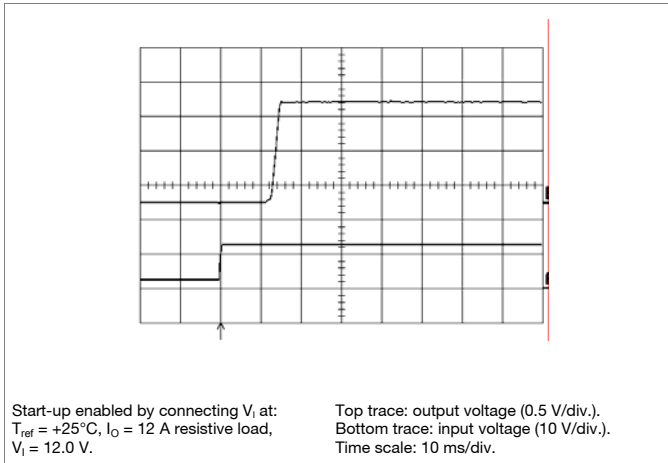 Start-up enabled by connecting V_I at:
T_ref = +25°C, I_O = 12 A resistive load,
V_I = 12.0 V.
Top trace: output voltage (0.5 V/div.).
Bottom trace: input voltage (10 V/div.).
Time scale: 10 ms/div.